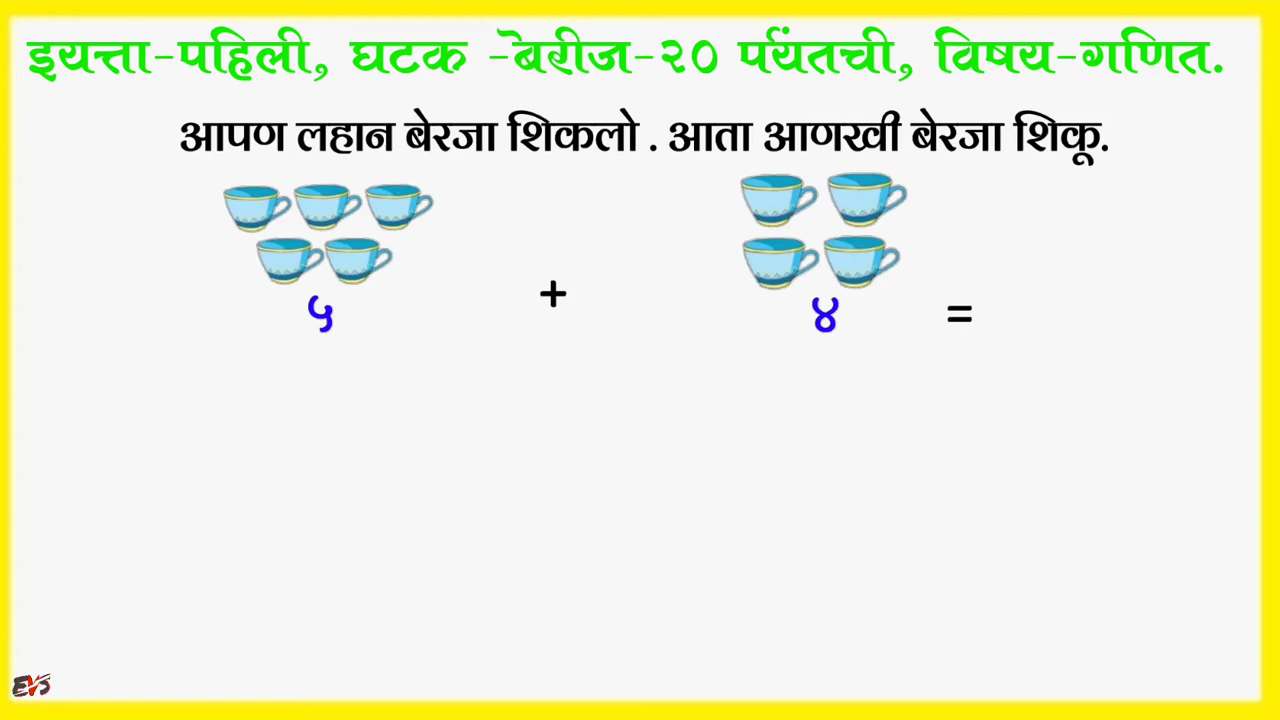 इयत्ता-पहिली, घटक -बेरीज-२० पर्यंतची, विषय-गणित.
आपण लहान बेरजा शिकलो . आता आणखी बेरजा शिकू.
५ + ४ =
EVS